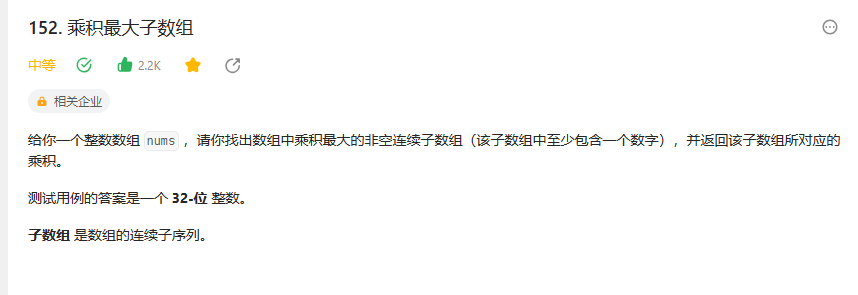 152. 乘积最大子数组
中等 2.2K
相关企业
给你一个整数数组 nums ，请你找出数组中乘积最大的非空连续子数组（该子数组中至少包含一个数字），并返回该子数组所对应的
乘积。
测试用例的答案是一个 32-位 整数。
子数组 是数组的连续子序列。